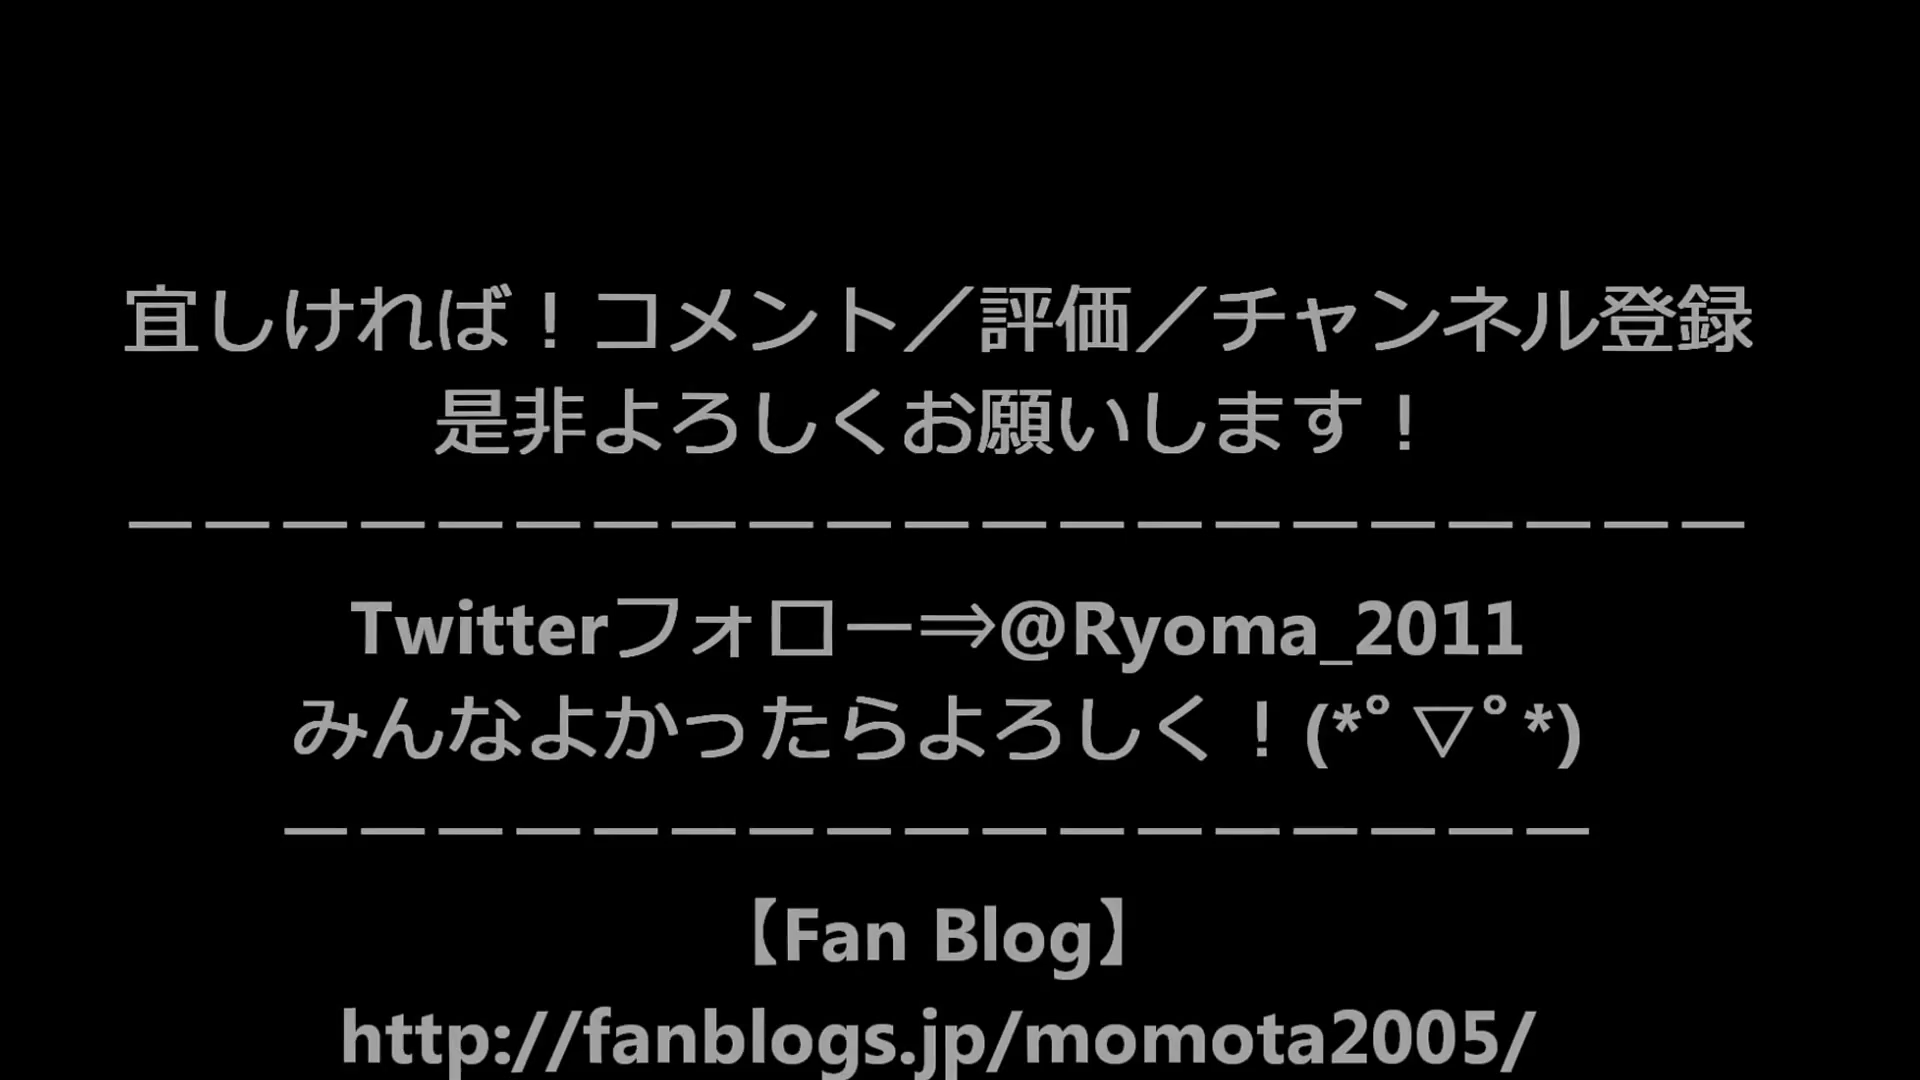 宜しければ！コメント／評価／チャンネル登録
是非よろしくお願いします！
ーーーーーーーーーーーーーーーーーーーーー
Twitterフォロー⇒@Ryoma_2011
みんなよかったらよろしく！(*ﾟ▽ﾟ*)
ーーーーーーーーーーーーーーーーー
【Fan Blog】
http://fanblogs.jp/momota2005/